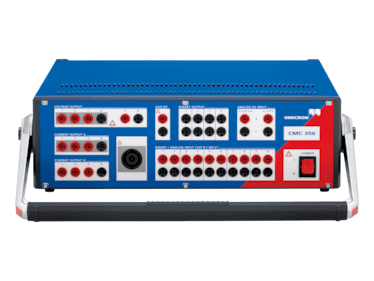 VOLTAGE OUTPUT
AUX DC
BINARY OUTPUT
ANALOG DC INPUT
OMICRON
CMC 356
CURRENT OUTPUT A
CURRENT OUTPUT B
BINARY / ANALOG INPUT
POWER